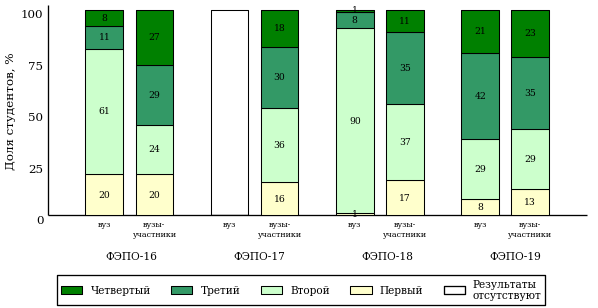 Доля студентов, %
100
75
50
25
0
8
11
61
20
27
29
24
20
18
30
36
16
1
8
90
1
11
35
37
17
21
42
29
8
23
35
29
13
вуз
вузы-
участники
вуз
вузы-
участники
вуз
вузы-
участники
вуз
вузы-
участники
ФЭПО-16
ФЭПО-17
ФЭПО-18
ФЭПО-19
Четвертый
Третий
Второй
Первый
Результаты
отсутствуют